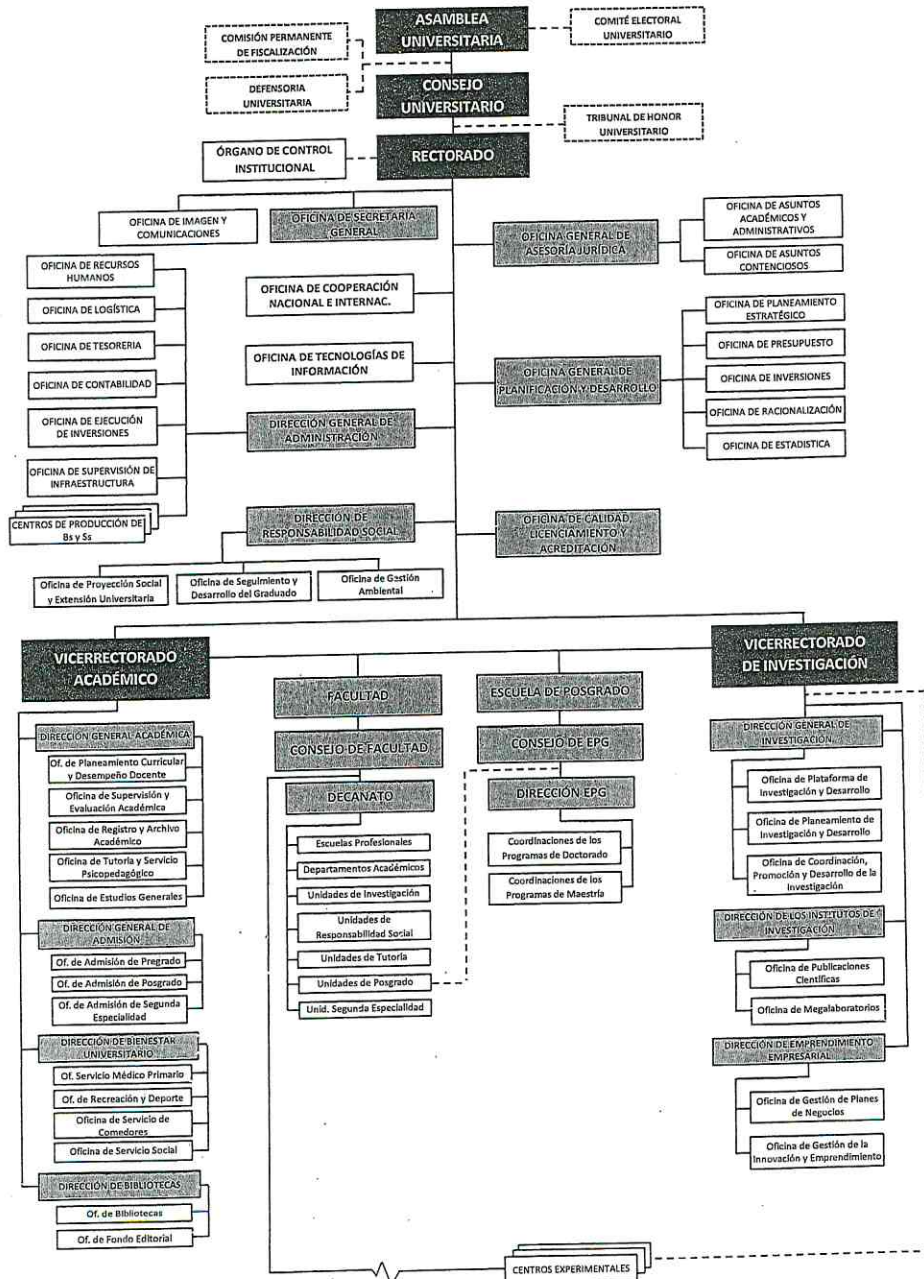 ASAMBLEA
UNIVERSITARIA
COMITÉ ELECTORAL
UNIVERSITARIO
COMISIÓN PERMANENTE
DE FISCALIZACIÓN
DEFENSORIA
UNIVERSITARIA
CONSEJO
UNIVERSITARIO
TRIBUNAL DE HONOR
UNIVERSITARIO
ÓRGANO DE CONTROL
INSTITUCIONAL
RECTORADO
OFICINA DE IMAGEN Y
COMUNICACIONES
OFICINA DE SECRETARÍA
GENERAL
OFICINA GENERAL DE
ASESORÍA JURÍDICA
OFICINA DE ASUNTOS
ACADÉMICOS Y
ADMINISTRATIVOS
OFICINA DE ASUNTOS
CONTENCIOSOS
OFICINA DE RECURSOS
HUMANOS
OFICINA DE LOGÍSTICA
OFICINA DE TESORERIA
OFICINA DE CONTABILIDAD
OFICINA DE EJECUCIÓN
DE INVERSIONES
OFICINA DE SUPERVISIÓN DE
INFRAESTRUCTURA
CENTROS DE PRODUCCIÓN DE
Bs y Ss
OFICINA DE COOPERACIÓN
NACIONAL E INTERNAC.
OFICINA DE TECNOLOGÍAS DE
INFORMACIÓN
DIRECCIÓN GENERAL DE
ADMINISTRACIÓN
OFICINA GENERAL DE
PLANIFICACIÓN Y DESARROLLO
OFICINA DE PLANEAMIENTO
ESTRATÉGICO
OFICINA DE PRESUPUESTO
OFICINA DE INVERSIONES
OFICINA DE RACIONALIZACIÓN
OFICINA DE ESTADISTICA
DIRECCIÓN DE
RESPONSABILIDAD SOCIAL
Oficina de Proyección Social
y Extensión Universitaria
Oficina de Seguimiento y
Desarrollo del Graduado
Oficina de Gestión
Ambiental
OFICINA DE CALIDAD,
LICENCIAMIENTO Y
ACREDITACIÓN
VICERRECTORADO
ACADÉMICO
VICERRECTORADO
DE INVESTIGACIÓN
DIRECCIÓN GENERAL ACADÉMICA
Of. de Planeamiento Curricular
y Desempeño Docente
Oficina de Supervisión y
Evaluación Académica
Oficina de Registro y Archivo
Académico
Oficina de Tutoría y Servicio
Psicopedagógico
Oficina de Estudios Generales
DIRECCIÓN GENERAL DE
ADMISIÓN
Of. de Admisión de Pregrado
Of. de Admisión de Posgrado
Of. de Admisión de Segunda
Especialidad
DIRECCIÓN DE BIENESTAR
UNIVERSITARIO
Of. Servicio Médico Primario
Of. de Recreación y Deporte
Oficina de Servicio de
Comedores
Oficina de Servicio Social
DIRECCIÓN DE BIBLIOTECAS
Of. de Bibliotecas
Of. de Fondo Editorial
FACULTAD
CONSEJO DE FACULTAD
DECANATO
Escuelas Profesionales
Departamentos Académicos
Unidades de Investigación
Unidades de
Responsabilidad Social
Unidades de Tutoría
Unidades de Posgrado
Unid. Segunda Especialidad
ESCUELA DE POSGRADO
CONSEJO DE EPG
DIRECCIÓN EPG
Coordinaciones de los
Programas de Doctorado
Coordinaciones de los
Programas de Maestría
DIRECCIÓN GENERAL DE
INVESTIGACIÓN
Oficina de Plataforma de
Investigación y Desarrollo
Oficina de Planeamiento de
Investigación y Desarrollo
Oficina de Coordinación,
Promoción y Desarrollo de la
Investigación
DIRECCIÓN DE LOS INSTITUTOS DE
INVESTIGACIÓN
Oficina de Publicaciones
Científicas
Oficina de Megalaboratorios
DIRECCIÓN DE EMPRENDIMIENTO
EMPRESARIAL
Oficina de Gestión de Planes
de Negocios
Oficina de Gestión de la
Innovación y Emprendimiento
CENTROS EXPERIMENTALES